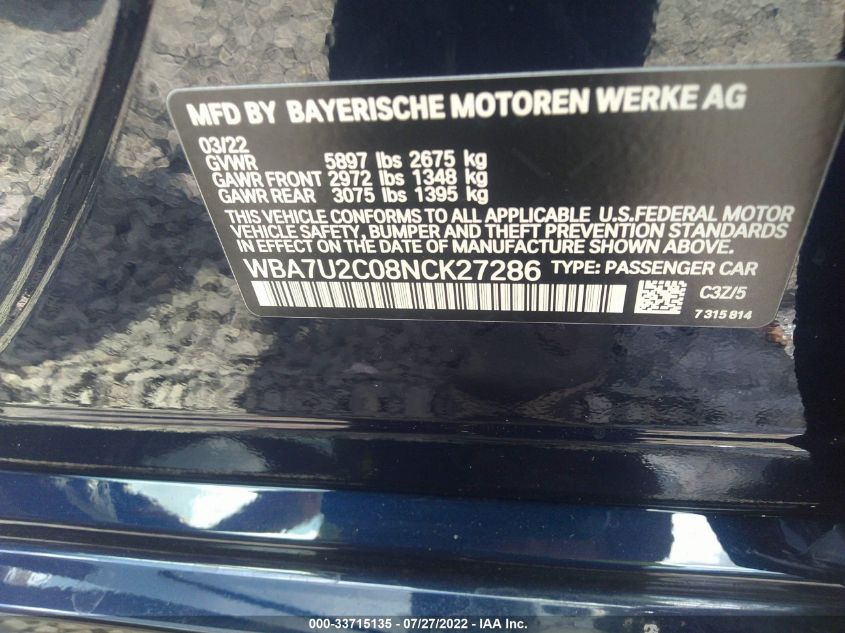 MFD BY BAYERISCHE MOTOREN WERKE AG
03/22
GVWR 5897 lbs 2675 kg
GAWR FRONT 2972 lbs 1348 kg
GAWR REAR 3075 lbs 1395 kg
THIS VEHICLE CONFORMS TO ALL APPLICABLE U.S.FEDERAL MOTOR
VEHICLE SAFETY, BUMPER AND THEFT PREVENTION STANDARDS
IN EFFECT ON THE DATE OF MANUFACTURE SHOWN ABOVE.
WBA7U2C08NCK27286 TYPE: PASSENGER CAR
C3Z/5
7 315 814
000-33715135 - 07/27/2022 - IAA Inc.